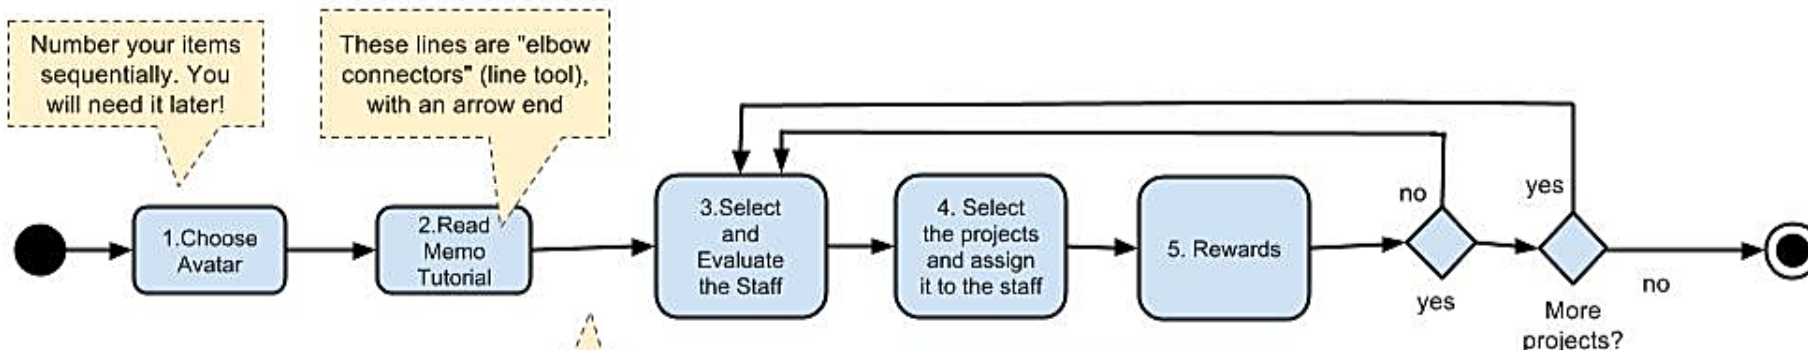 Number your items
sequentially. You
will need it later!
These lines are "elbow
connectors" (line tool),
with an arrow end
1.Choose
Avatar
2.Read
Memo
Tutorial
3.Select
and
Evaluate
the Staff
4. Select
the projects
and assign
it to the staff
5. Rewards
no
yes
yes
More
projects?
no